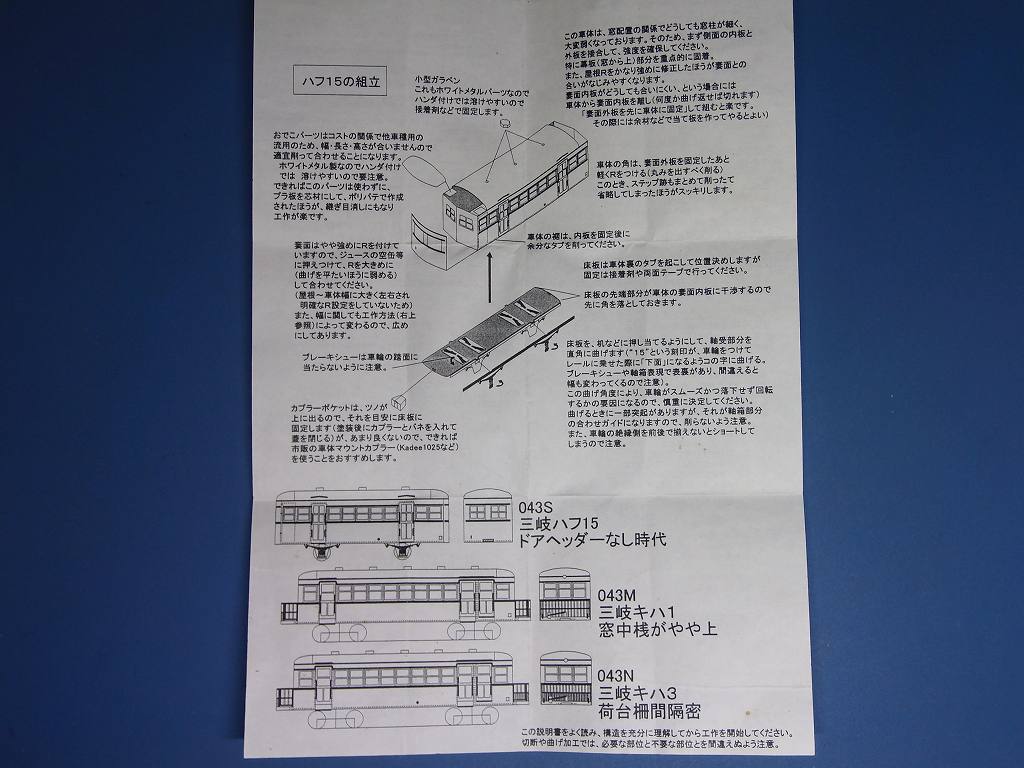 ハフ15の組立
小型ガラベン
これもホワイトメタルパーツなので
ハンダ付けでは溶けやすいので
接着剤などで固定します。
この車体は、窓配置の関係でどうしても窓柱が細く、
大変弱くなっております。そのため、まず側面の内板と
外板を接合して、強度を確保してください。
特に幕板(窓から上)部分を重点的に固着。
また、屋根Rをかなり強めに修正したほうが妻面との
合いがなじみやすくなります。
妻面内板がどうしても合いにくい、という場合には
車体から妻面内板を離し(何度か曲げ返せば切れます)
「妻面外板を先に車体に固定」して組むと楽です。
その際には余材などで当て板を作ってやるとよい)
おでこパーツはコストの関係で他車種用の
流用のため、幅・長さ・高さが合いませんので
適宜削って合わせることになります。
ホワイトメタル製なのでハンダ付け
では 溶けやすいので要注意。
できればこのパーツは使わずに、
プラ板を芯材にして、ポリパテで作成
されたほうが、継ぎ目消しにもなり
工作が楽です。
車体の角は、妻面外板を固定したあと
軽くRをつける(丸みを出すべく削る)
このとき、ステップ跡もまとめて削ったて
省略してしまったほうがスッキリします。
車体の裾は、内板を固定後に
余分なタブを削ってください。
妻面はやや強めにRを付けて
いますので、ジュースの空缶等
に押えつけて、Rを大きめに
(曲げを平たいほうに弱める)
して合わせてください。
(屋根～車体幅に大きく左右され
明確なR設定をしていないため)
また、幅に関しても工作方法(右上
参照)によって変わるので、広め
にしてあります。
床板は車体裏のタブを起こして位置決めしますが
固定は接着剤や両面テープで行ってください。
床板の先端部分が車体の妻面内板に干渉するので
先に角を落としておきます。
ブレーキシューは車輪の踏面に
当たらないように注意。
床板を、机などに押し当てるようにして、軸受部分を
直角に曲げます("15"という刻印が、車輪をつけて
レールに乗せた際に「下面」になるようコの字に曲げる。
ブレーキシューや軸箱表現で表裏があり、間違えると
幅も変わってくるので注意)。
この曲げ角度により、車輪がスムーズかつ落下せず回転
するかの要因になるので、慎重に決定してください。
曲げるときに一部突起がありますが、それが軸箱部分
の合わせガイドになりますので、削らないよう注意。
また、車輪の絶縁側を前後で揃えないとショートして
しまうので注意。
カプラーポケットは、ツノが
上に出るので、それを目安に床板に
固定します(塗装後にカプラーとバネを入れて
蓋を閉じる)が、あまり良くないので、できれば
市販の車体マウントカプラー(Kadee1025など)
を使うことをおすすめします。
043S
三岐ハフ15
ドアヘッダーなし時代
043M
三岐キハ1
窓中桟がやや上
043N
三岐キハ3
荷台柵間隔密
この説明書をよく読み、構造を充分に理解してから工作を開始してください。
切断や曲げ加工では、必要な部位と不要な部位とを間違えぬよう注意。